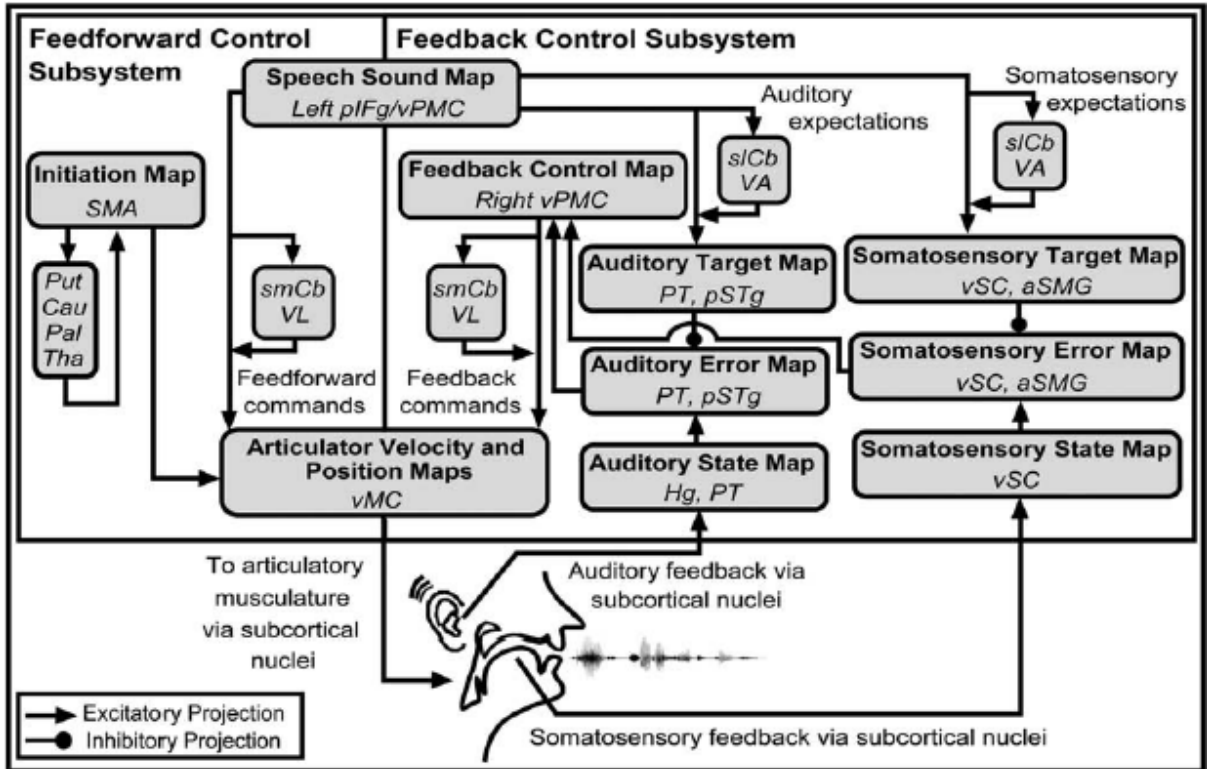 Feedforward Control
Subsystem
Feedback Control Subsystem
Speech Sound Map
Left pIFg/vPMC
Auditory
expectations
Somatosensory
expectations
slCb
VA
slCb
VA
Initiation Map
SMA
Feedback Control Map
Right vPMC
Put
Cau
Pal
Tha
smCb
VL
smCb
VL
Auditory Target Map
PT, pSTg
Somatosensory Target Map
vSC, aSMG
Feedforward
commands
Feedback
commands
Auditory Error Map
PT, pSTg
Somatosensory Error Map
vSC, aSMG
Articulator Velocity and
Position Maps
vMC
Auditory State Map
Hg, PT
Somatosensory State Map
vSC
To articulatory
musculature
via subcortical
nuclei
Auditory feedback via
subcortical nuclei
Excitatory Projection
Inhibitory Projection
Somatosensory feedback via subcortical nuclei